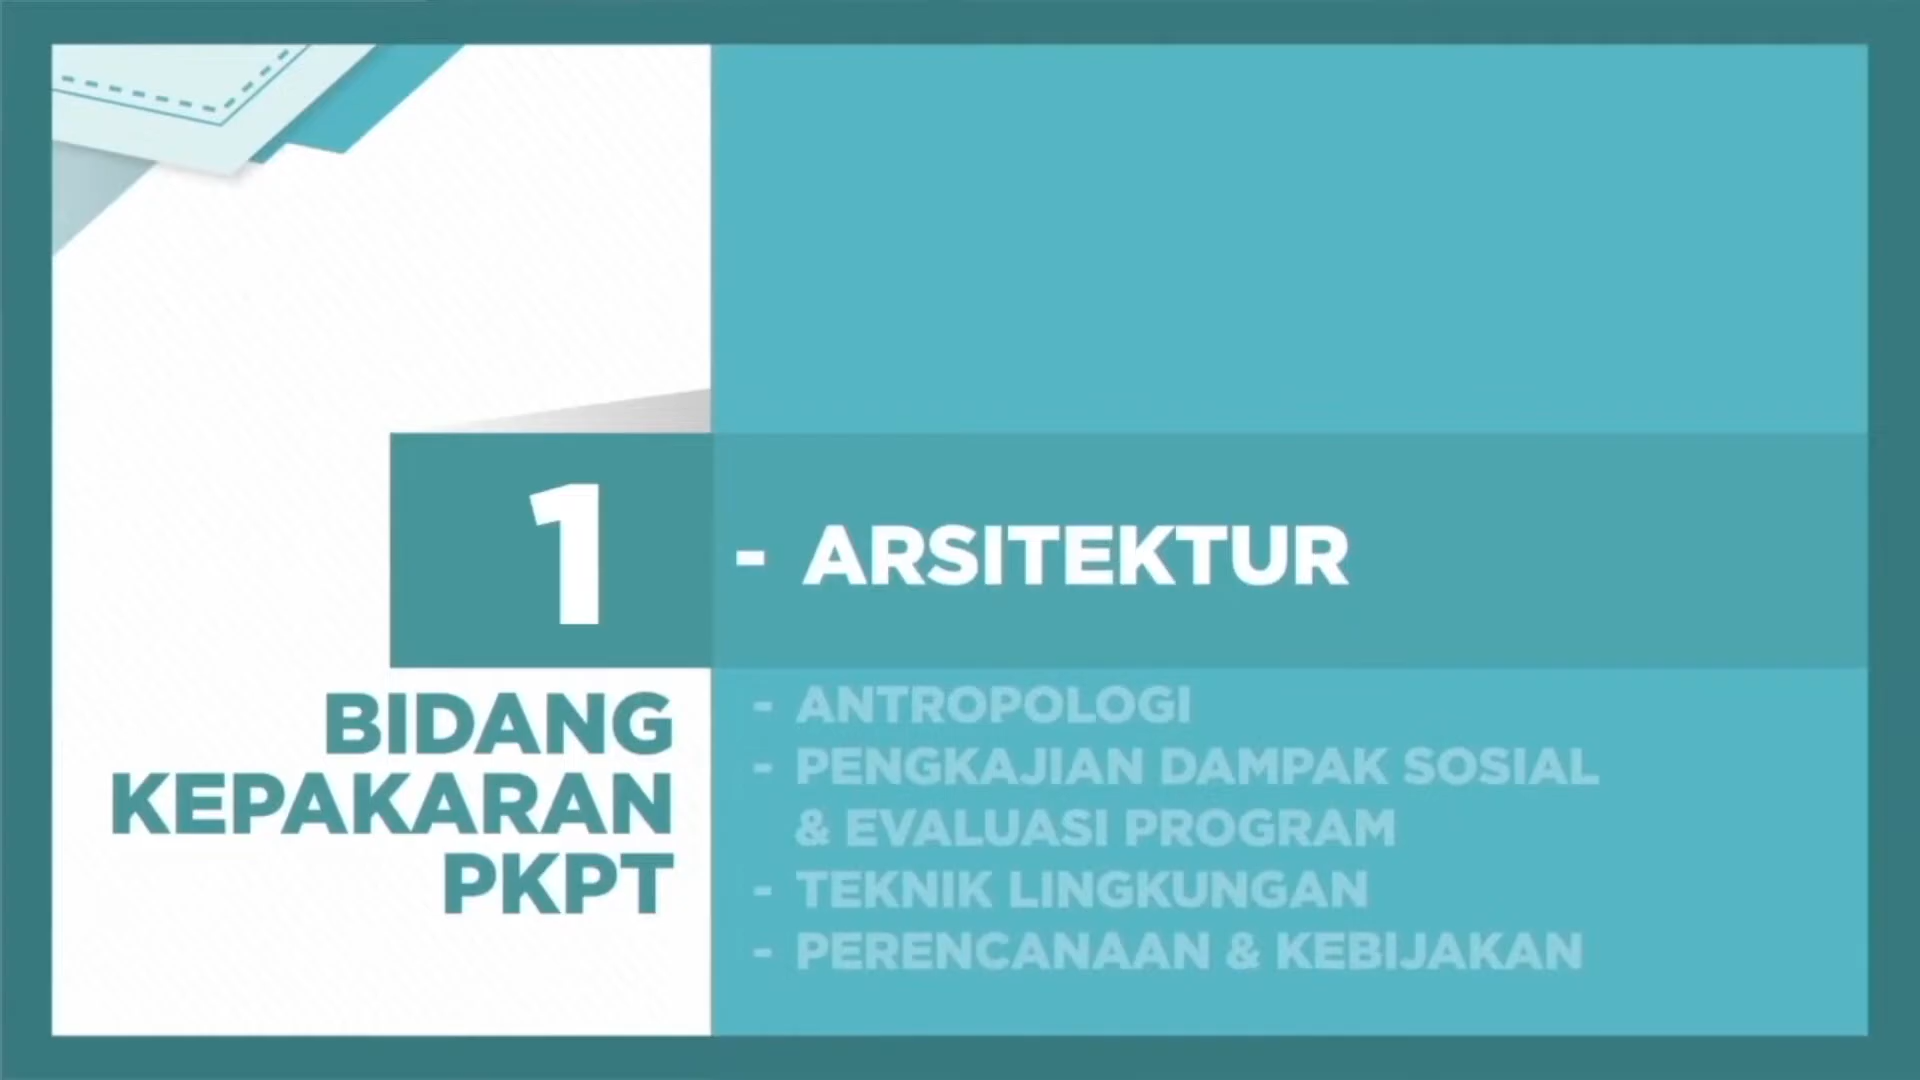 1
BIDANG
KEPAKARAN
PKPT
- ARSITEKTUR
- ANTROPOLOGI
- PENGKAJIAN DAMPAK SOSIAL
& EVALUASI PROGRAM
- TEKNIK LINGKUNGAN
- PERENCANAAN & KEBIJAKAN